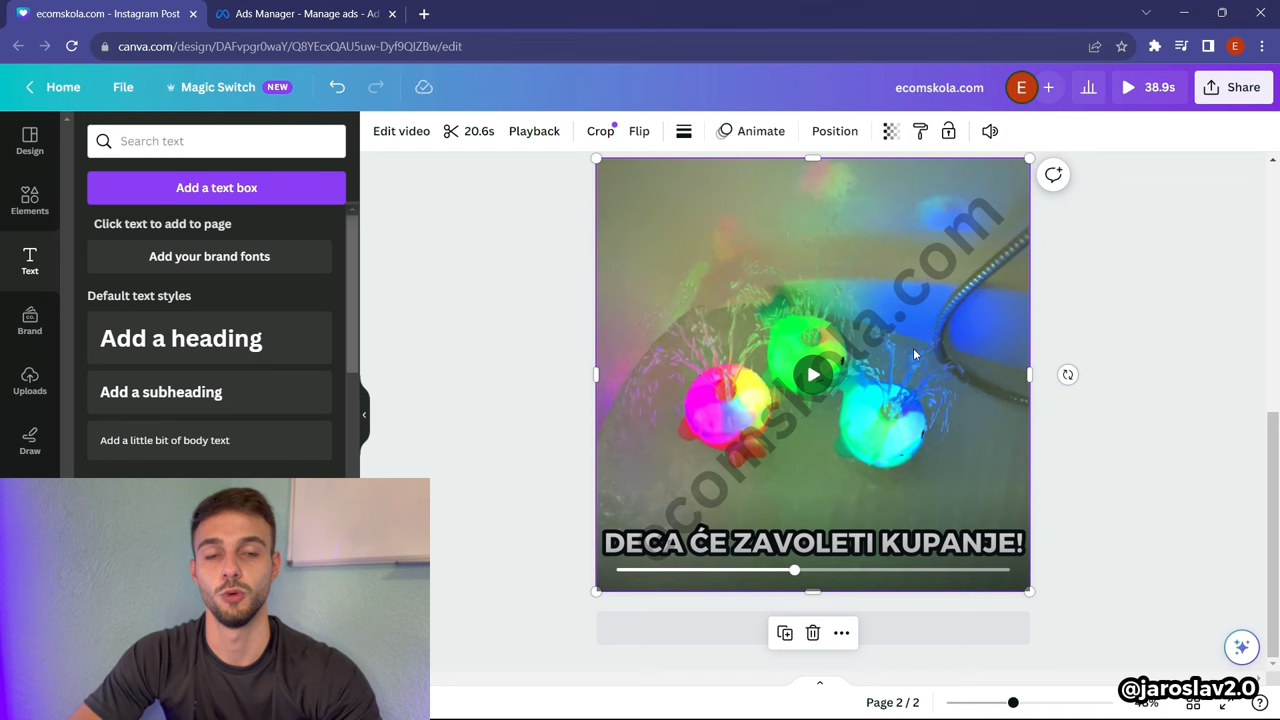 ecomskola.com - Instagram Post
Ads Manager - Manage ads - Ad
canva.com/design/DAFvpgr0waY/Q8YEcxQAU5uw-Dyf9QIZBw/edit
E
Home
File
Magic Switch NEW
ecomskola.com
E
38.9s
Share
Design
Elements
Text
Brand
Uploads
Draw
Search text
Add a text box
Click text to add to page
Add your brand fonts
Default text styles
Add a heading
Add a subheading
Add a little bit of body text
Edit video
20.6s
Playback
Crop
Flip
Animate
Position
ecomskola.com
DECA ĆE ZAVOLETI KUPANJE!
Page 2 / 2
@jaroslav2.0